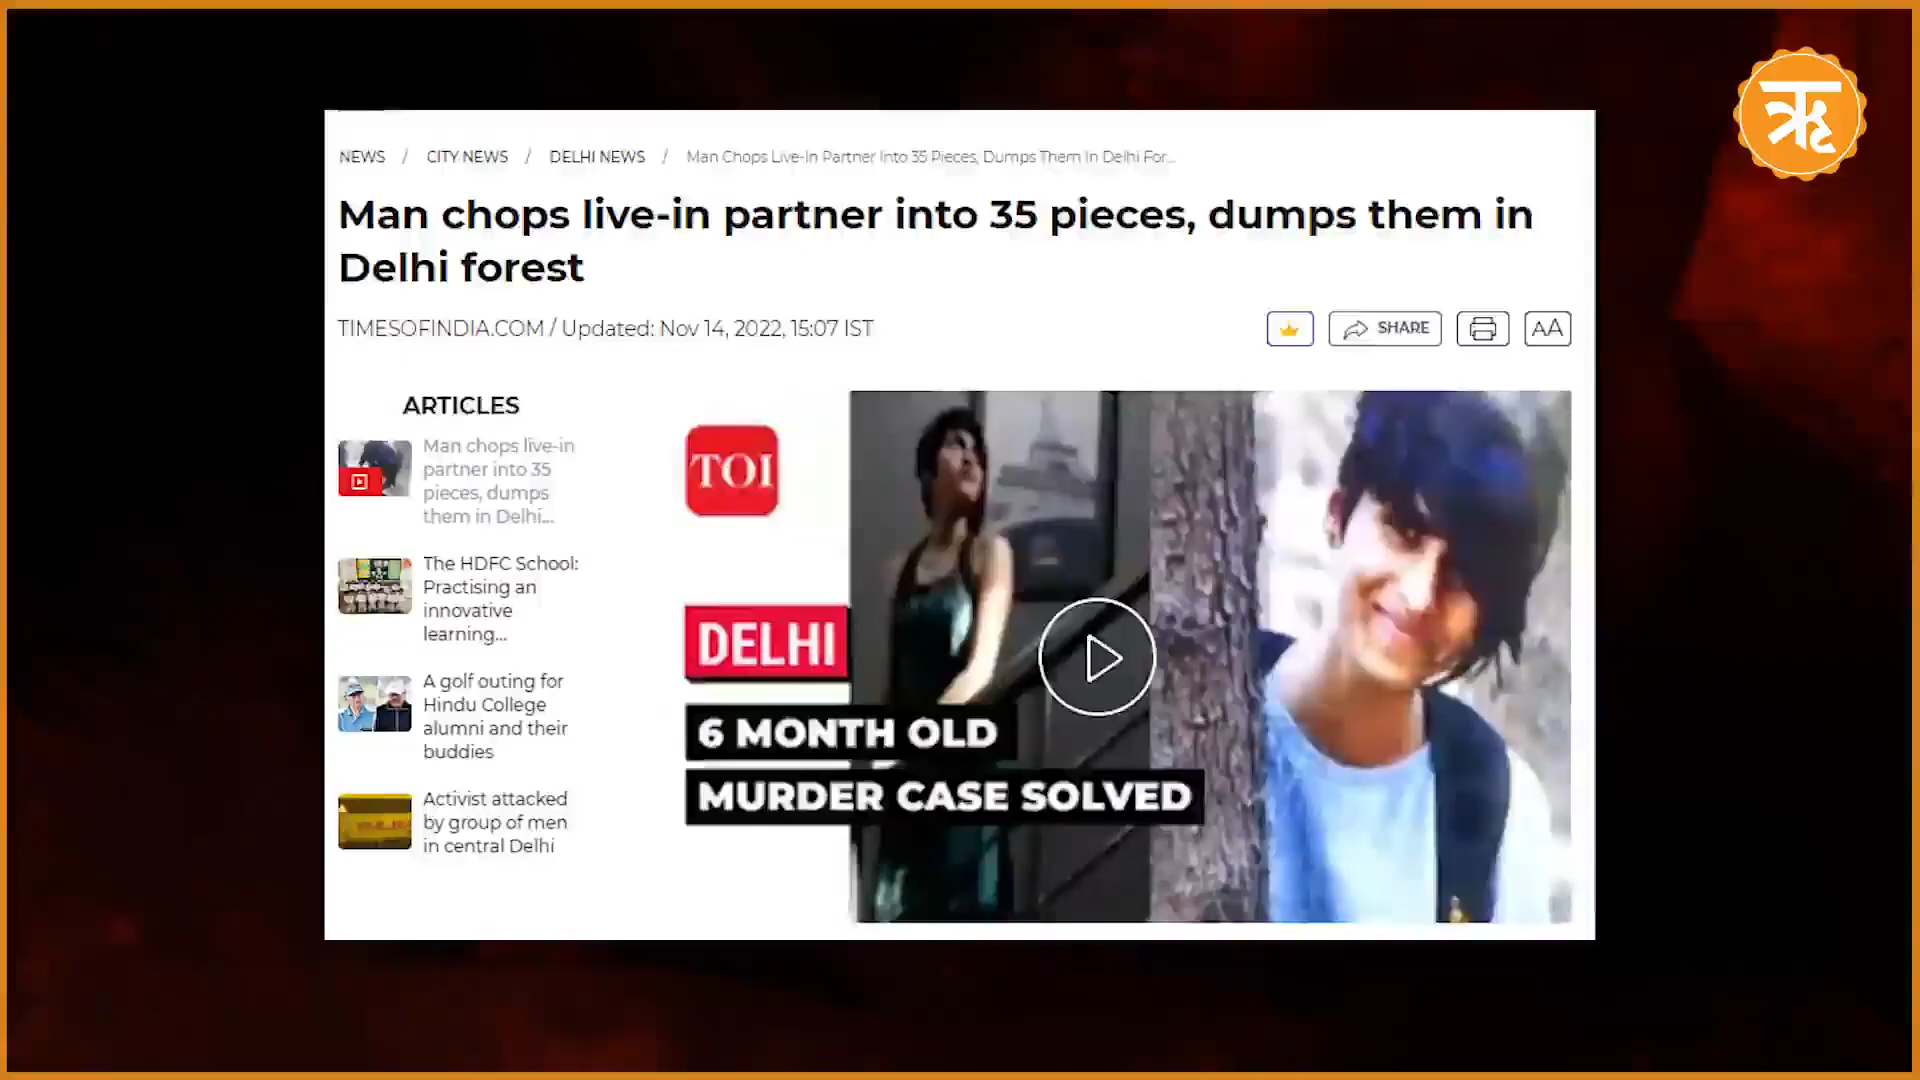 ऋ
NEWS / CITY NEWS / DELHI NEWS / Man Chops Live-In Partner Into 35 Pieces, Dumps Them In Delhi For...
Man chops live-in partner into 35 pieces, dumps them in
Delhi forest
TIMESOFINDIA.COM / Updated: Nov 14, 2022, 15:07 IST
SHARE
AA
ARTICLES
Man chops live-in
partner into 35
pieces, dumps
them in Delhi...
The HDFC School:
Practising an
innovative
learning...
A golf outing for
Hindu College
alumni and their
buddies
Activist attacked
by group of men
in central Delhi
TOI
DELHI
6 MONTH OLD
MURDER CASE SOLVED